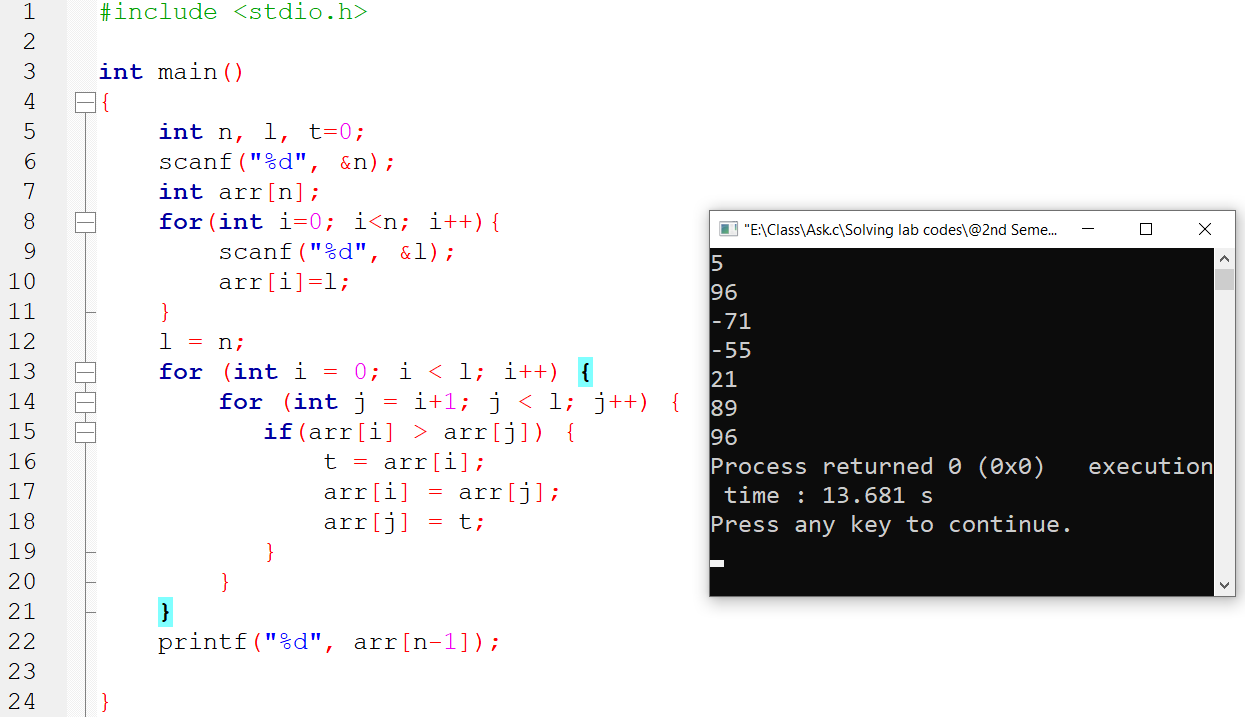 1 #include <stdio.h>
2
3 int main()
4 {
5 int n, l, t=0;
6 scanf("%d", &n);
7 int arr[n];
8 for(int i=0; i<n; i++){
9 scanf("%d", &l);
10 arr[i]=l;
11 }
12 l = n;
13 for (int i = 0; i < l; i++) {
14 for (int j = i+1; j < l; j++) {
15 if(arr[i] > arr[j]) {
16 t = arr[i];
17 arr[i] = arr[j];
18 arr[j] = t;
19 }
20 }
21 }
22 printf("%d", arr[n-1]);
23
24 }
"E:\Class\Ask.c\Solving lab codes\@2nd Seme...
5
96
-71
-55
21
89
96
Process returned 0 (0x0) execution
time : 13.681 s
Press any key to continue.